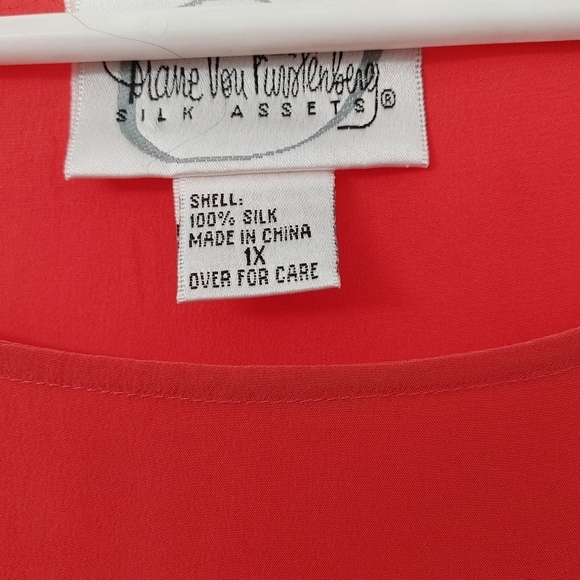 Diane Von Furstenberg
SILK ASSETS®
SHELL:
100% SILK
MADE IN CHINA
1X
OVER FOR CARE